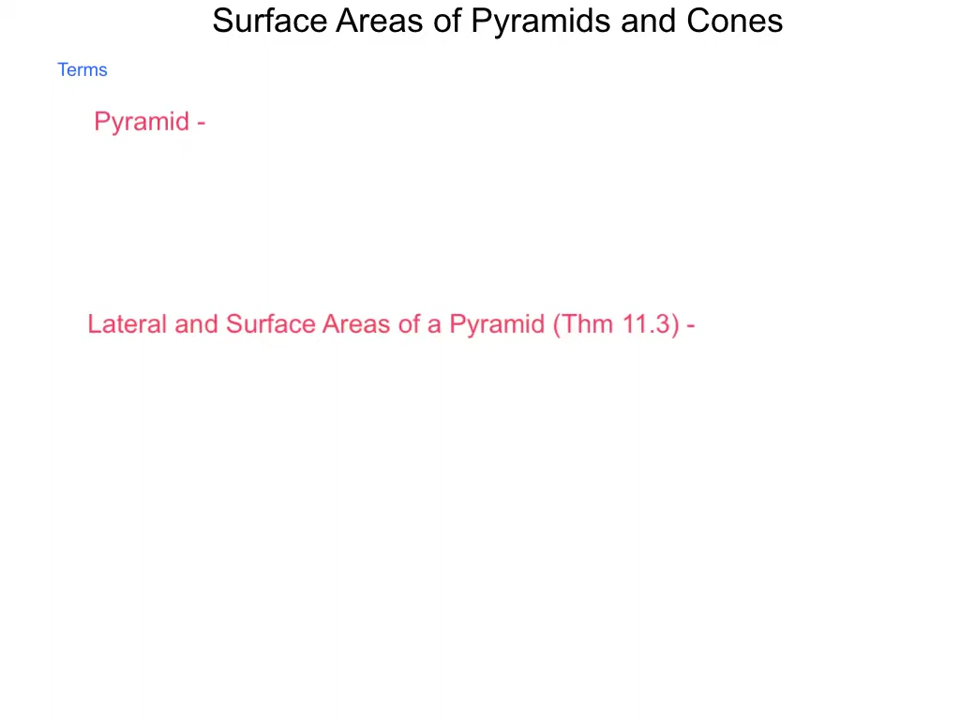 Surface Areas of Pyramids and Cones
Terms
Pyramid -
Lateral and Surface Areas of a Pyramid (Thm 11.3) -